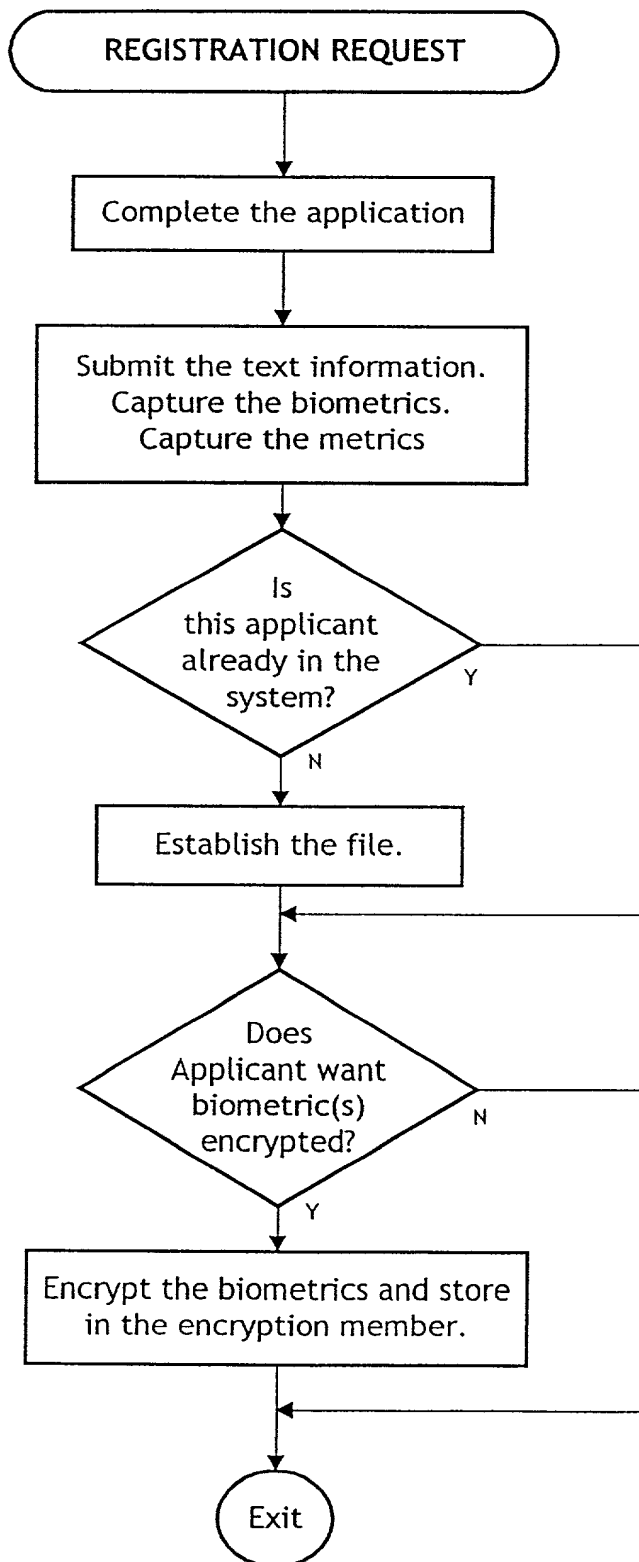 REGISTRATION REQUEST
Complete the application
Submit the text information.
Capture the biometrics.
Capture the metrics
Is
this applicant
already in the
system?
Y
N
Establish the file.
Does
Applicant want
biometric(s)
encrypted?
N
Y
Encrypt the biometrics and store
in the encryption member.
Exit